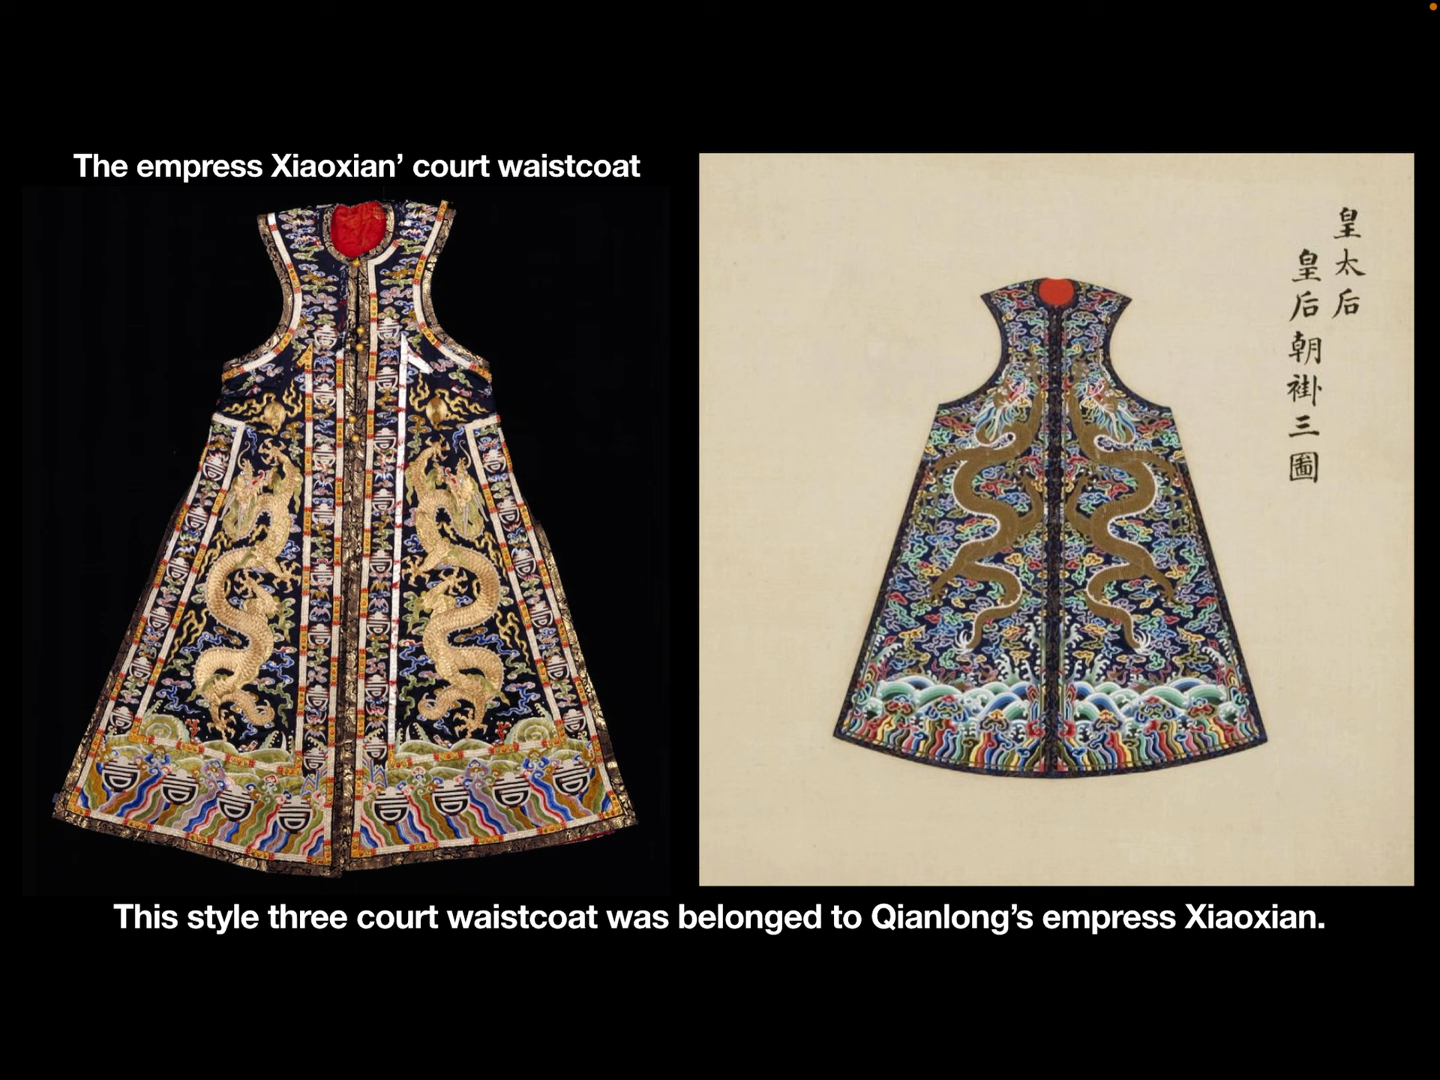 The empress Xiaoxian’ court waistcoat
皇太后
皇后朝褂三圖
This style three court waistcoat was belonged to Qianlong’s empress Xiaoxian.